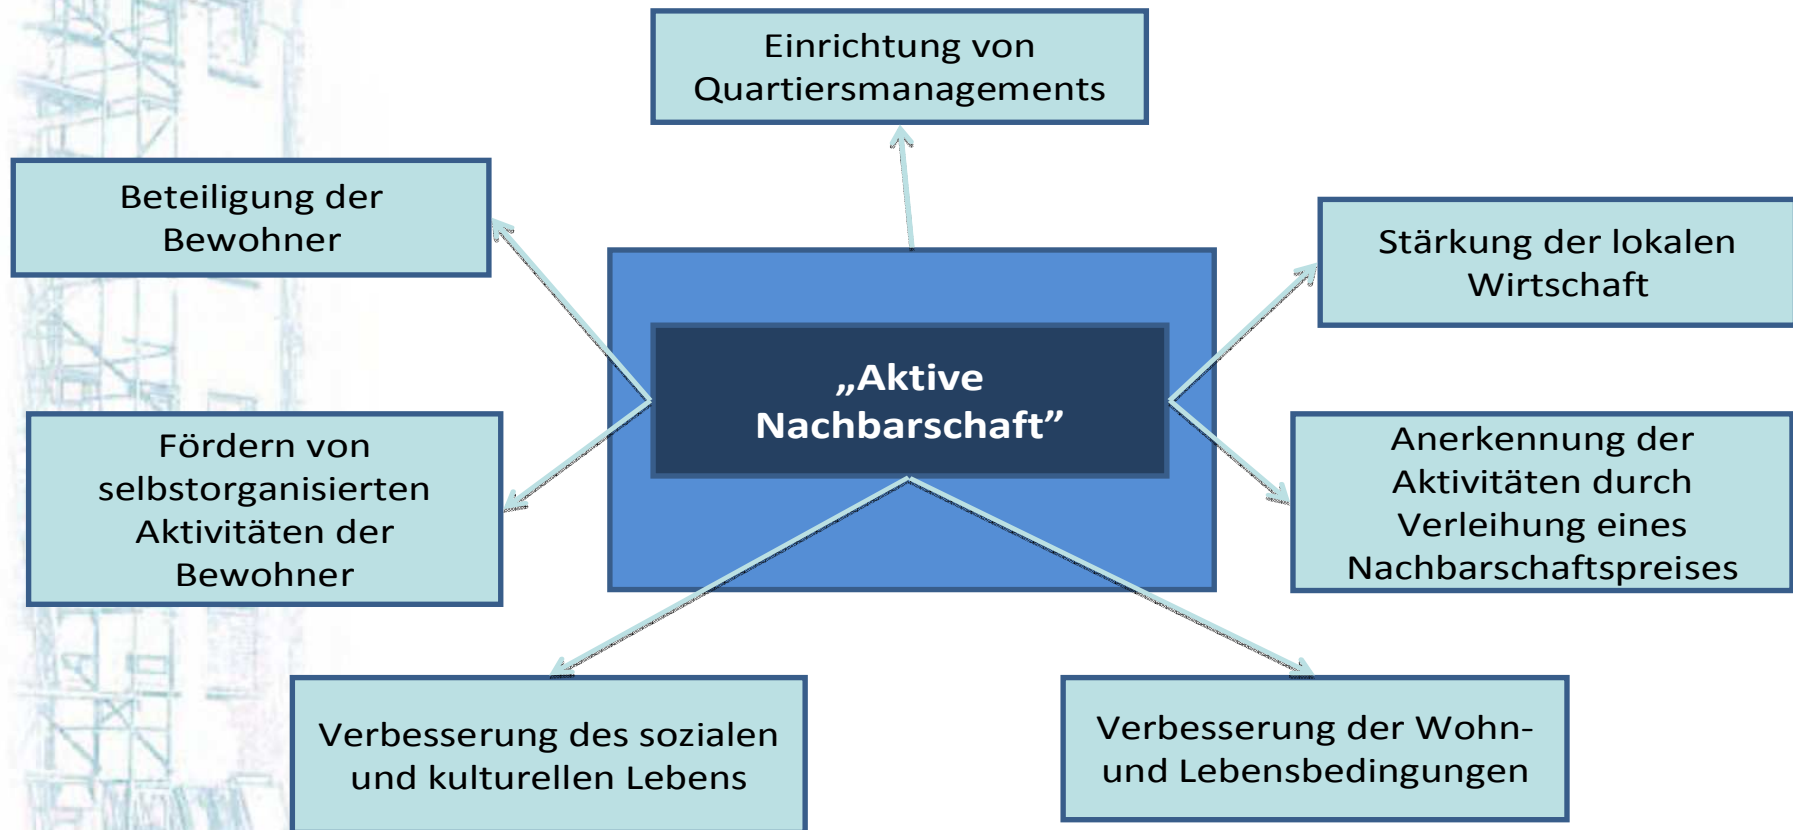 Einrichtung von
Quartiersmanagements
Beteiligung der
Bewohner
Stärkung der lokalen
Wirtschaft
„Aktive
Nachbarschaft”
Fördern von
selbstorganisierten
Aktivitäten der
Bewohner
Anerkennung der
Aktivitäten durch
Verleihung eines
Nachbarschaftspreises
Verbesserung des sozialen
und kulturellen Lebens
Verbesserung der Wohn-
und Lebensbedingungen